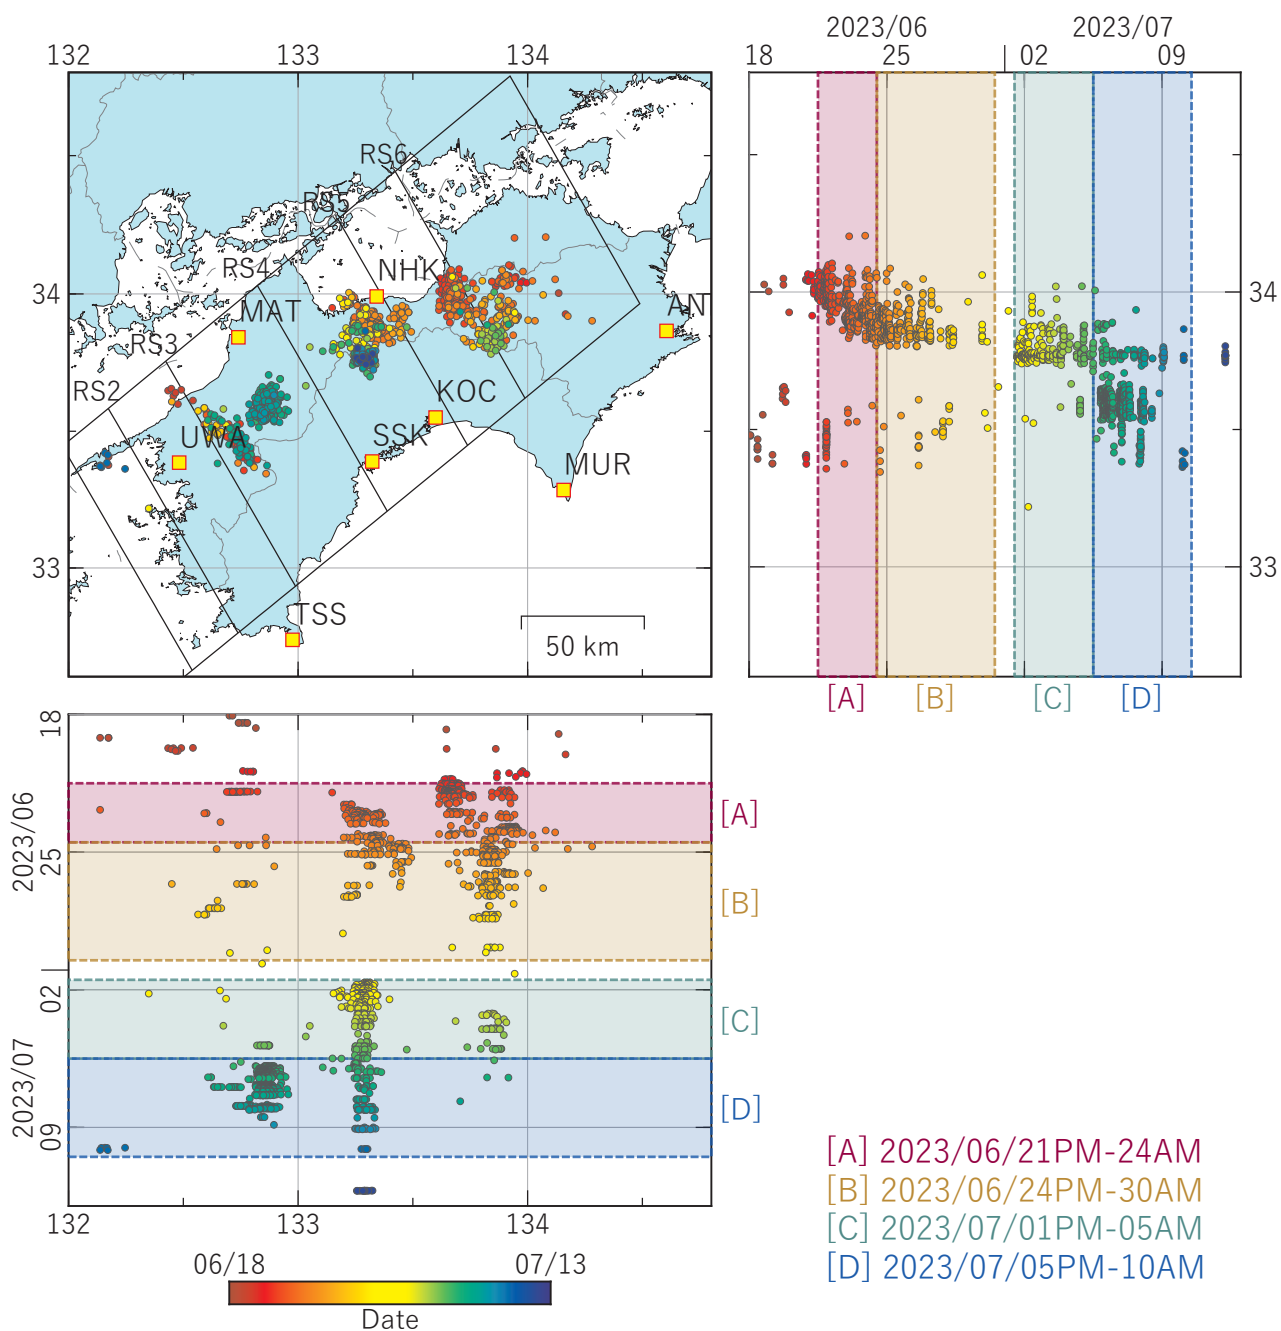 2023/06 2023/07
132 133 134
18 25 02 09
RS6
RS5
RS4
NHK
34 MAT AN 34
RS3
RS2
KOC
UWA SSK
MUR
33 33
TSS
50 km
[A] [B] [C] [D]
18
2023/06
25
02
2023/07
09
[A]
[B]
[C]
[D]
132 133 134
06/18 07/13
Date
[A] 2023/06/21PM-24AM
[B] 2023/06/24PM-30AM
[C] 2023/07/01PM-05AM
[D] 2023/07/05PM-10AM